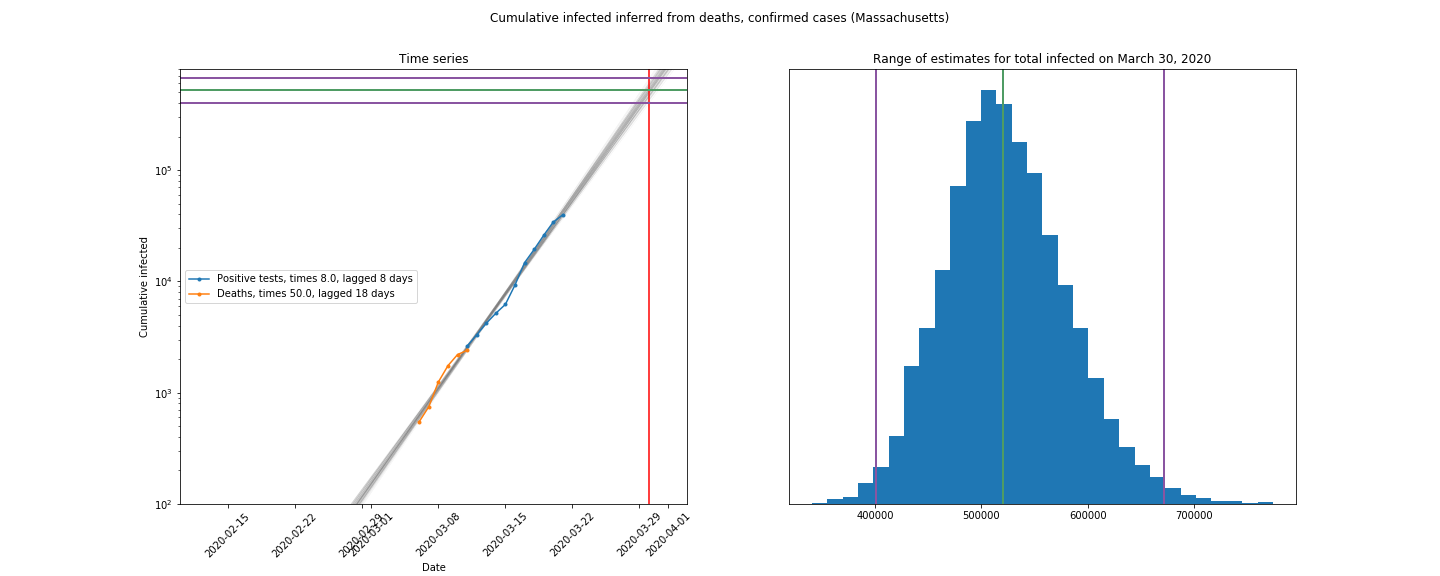 Cumulative infected inferred from deaths, confirmed cases (Massachusetts)
Time series
Cumulative infected
10^5
10^4
10^3
10^2
Positive tests, times 8.0, lagged 8 days
Deaths, times 50.0, lagged 18 days
2020-02-15
2020-02-22
2020-02-29
2020-03-01
2020-03-08
2020-03-15
2020-03-22
2020-03-29
2020-04-01
Date
Range of estimates for total infected on March 30, 2020
400000
500000
600000
700000